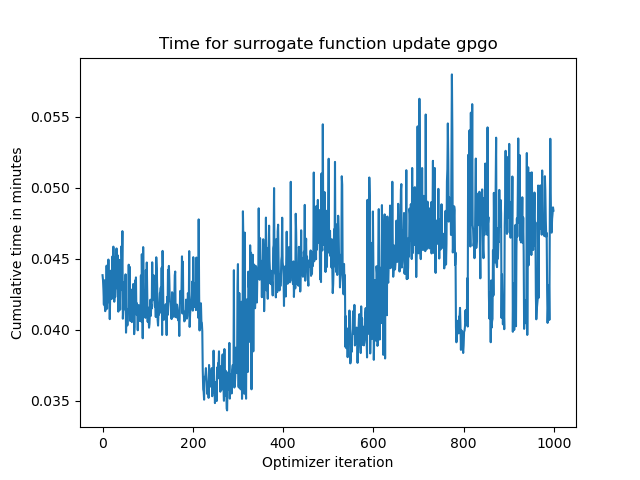 Time for surrogate function update gpgo
Cumulative time in minutes
0.055
0.050
0.045
0.040
0.035
0 200 400 600 800 1000
Optimizer iteration